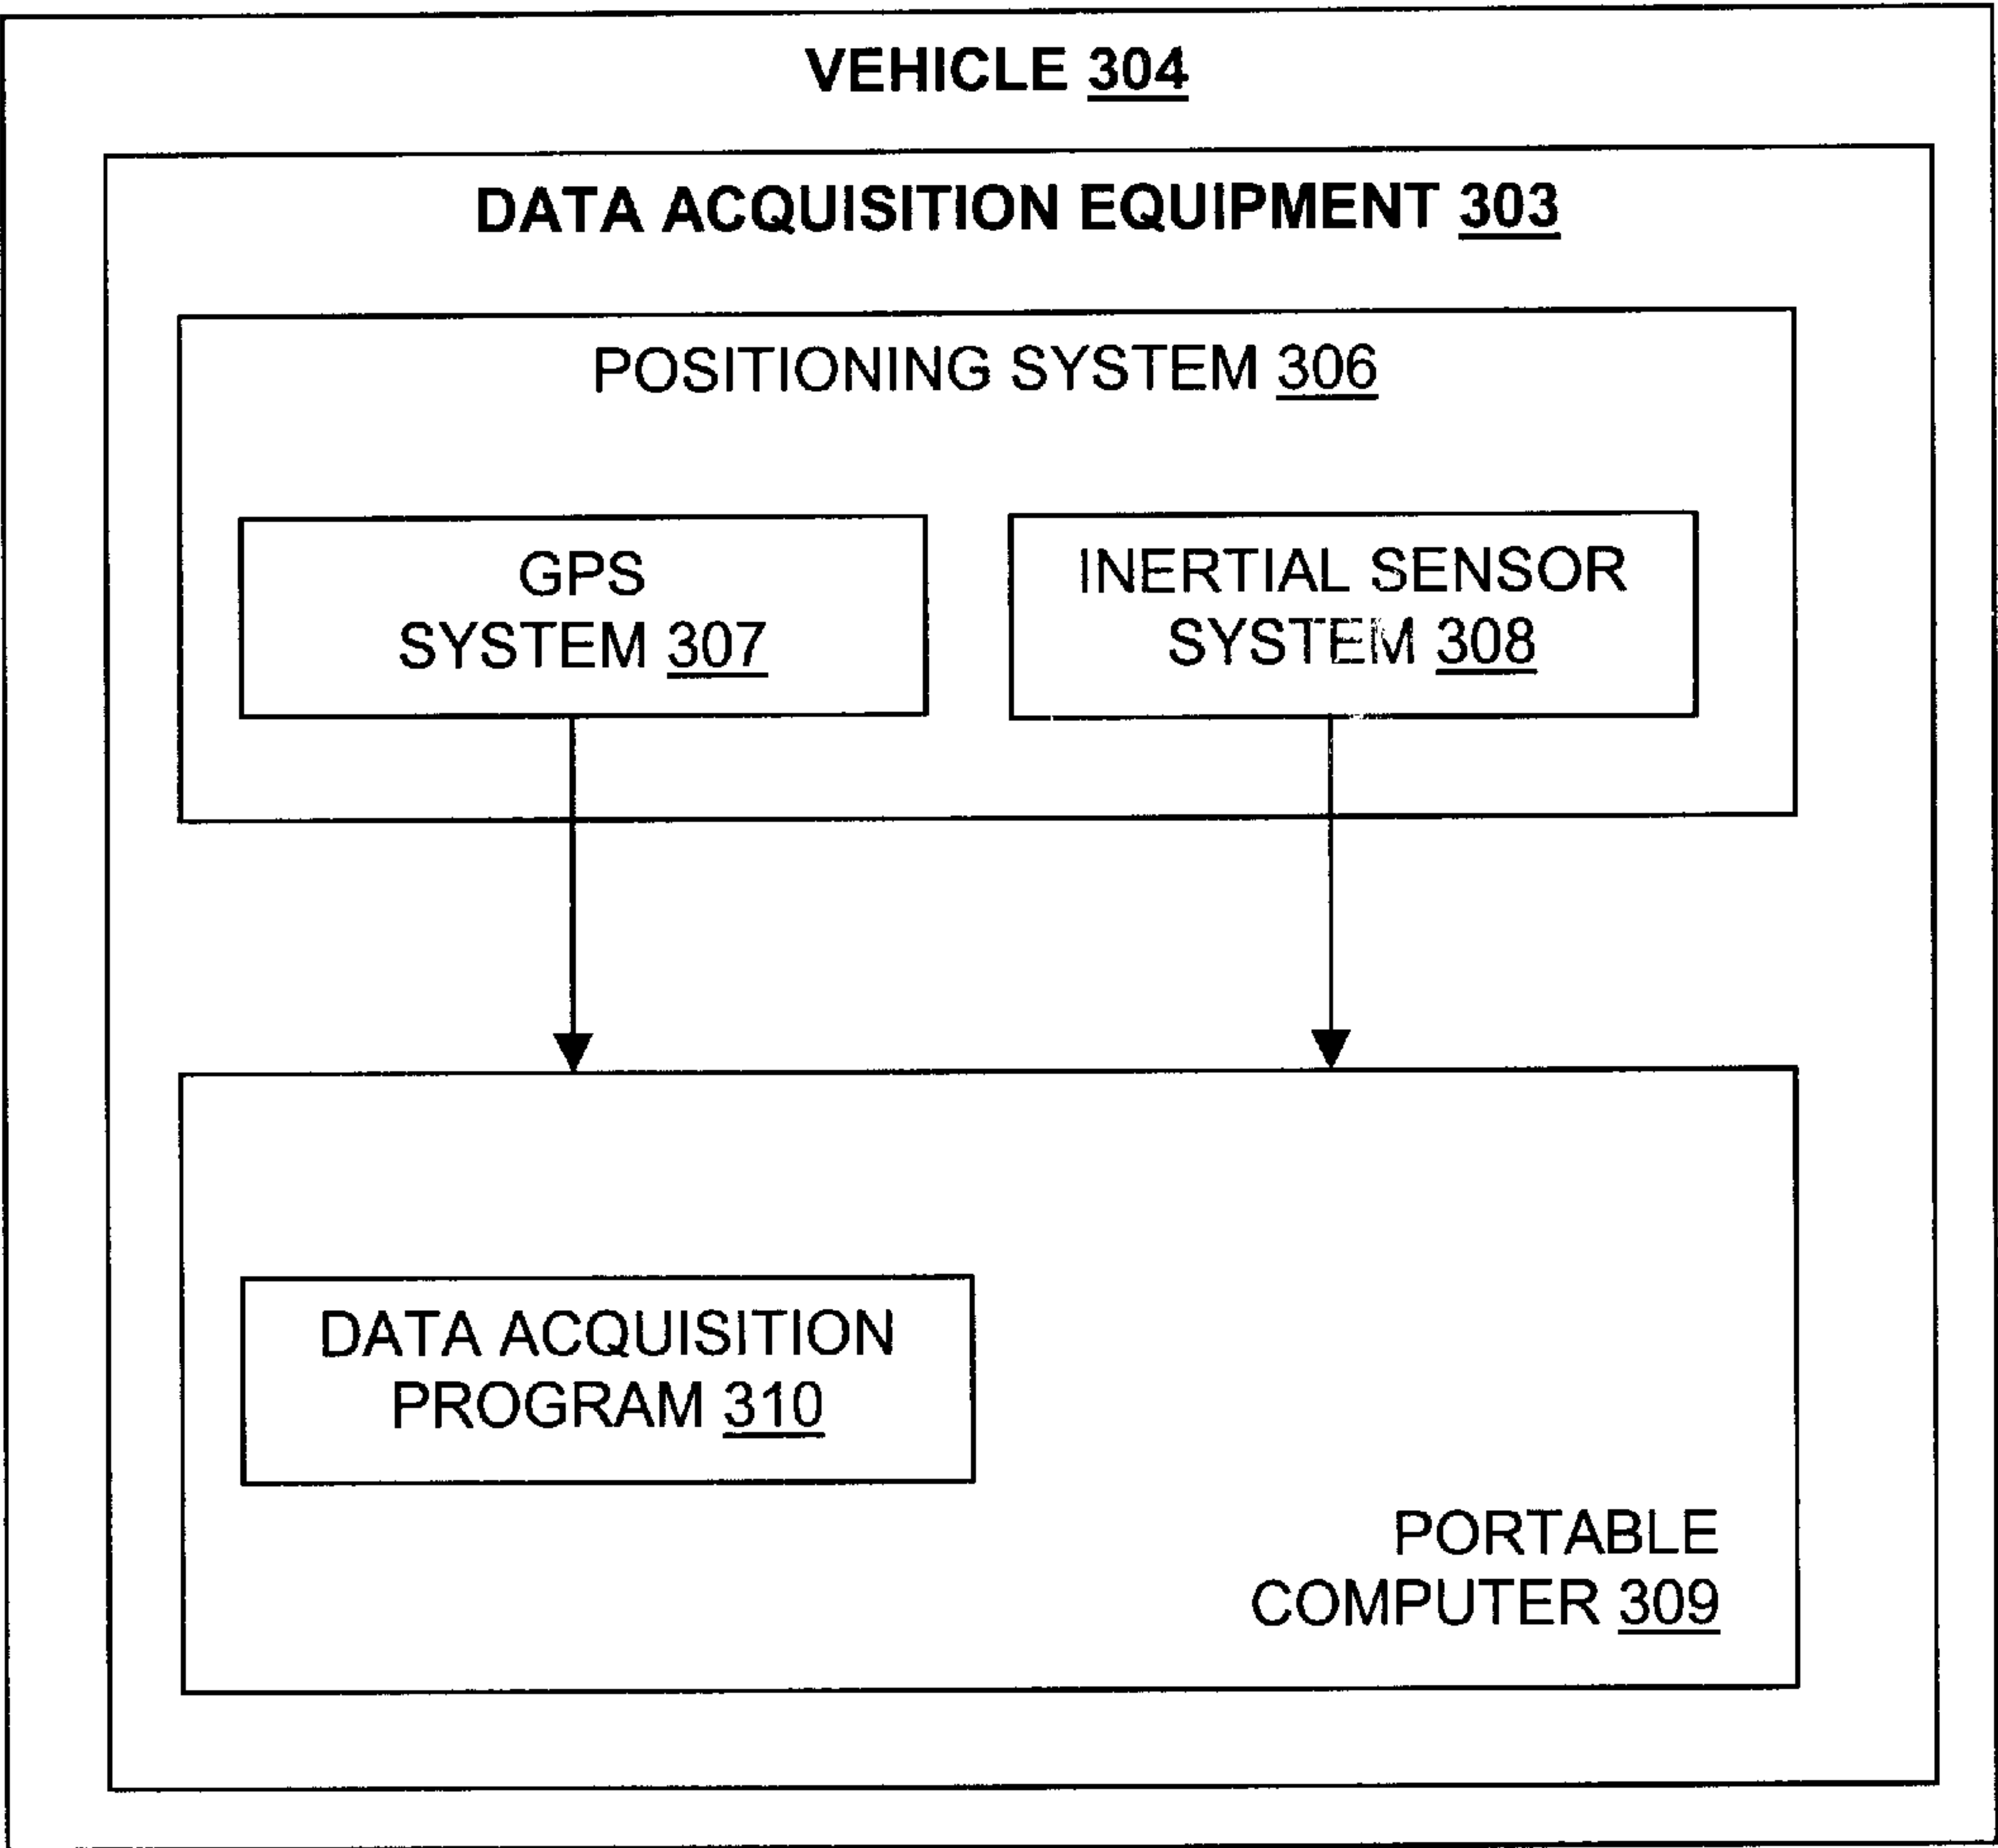 VEHICLE 304
DATA ACQUISITION EQUIPMENT 303
POSITIONING SYSTEM 306
GPS
SYSTEM 307
INERTIAL SENSOR
SYSTEM 308
DATA ACQUISITION
PROGRAM 310
PORTABLE
COMPUTER 309